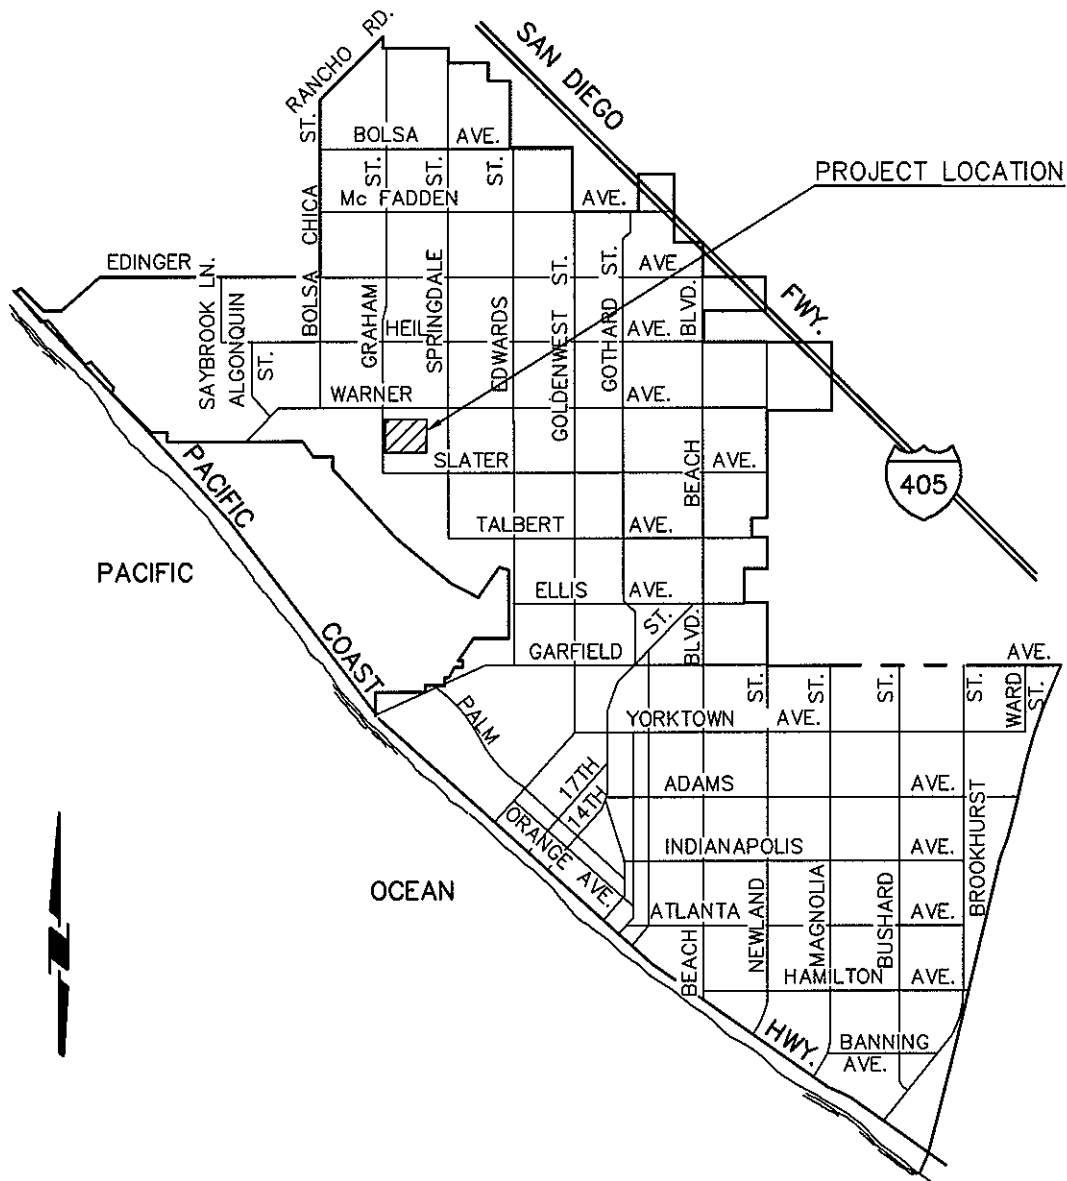 RANCHO RD.
SAN DIEGO
FWY.
405
PROJECT LOCATION
BOLSA AVE.
ST.
ST.
ST.
ST.
Mc FADDEN AVE.
EDINGER AVE.
SAYBROOK LN.
ALGONQUIN
ST.
BOLSA CHICA
GRAHAM
SPRINGDALE
EDWARDS
GOLDENWEST ST.
GOTHARD ST.
BLVD.
HEIL AVE.
WARNER AVE.
SLATER AVE.
BEACH
TALBERT AVE.
ELLIS AVE.
ST.
BLVD.
GARFIELD AVE.
PACIFIC
COAST
HWY.
PACIFIC
OCEAN
PALM
ST.
ST.
ST.
ST.
WARD
ST.
YORKTOWN AVE.
17TH
14TH
ORANGE AVE.
ADAMS AVE.
INDIANAPOLIS AVE.
ATLANTA AVE.
BEACH
NEWLAND
MAGNOLIA
BUSHARD
BROOKHURST
HAMILTON AVE.
BANNING
AVE.
N